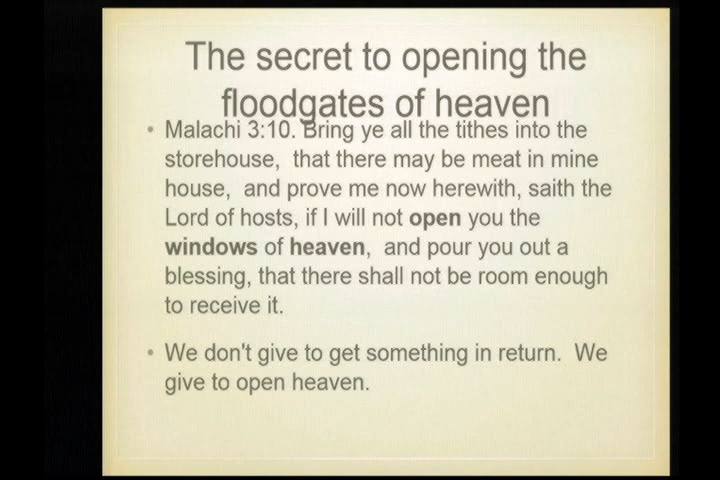 The secret to opening the
floodgates of heaven
• Malachi 3:10. Bring ye all the tithes into the
storehouse,  that there may be meat in mine
house,  and prove me now herewith, saith the
Lord of hosts, if I will not open you the
windows of heaven,  and pour you out a
blessing, that there shall not be room enough
to receive it.
• We don't give to get something in return.  We
give to open heaven.